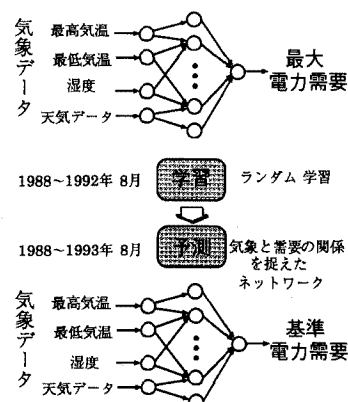 気象データ
最高気温
最低気温
湿度
天気データ
最大
電力需要
1988~1992年 8月
学習
ランダム 学習
1988~1993年 8月
予測
気象と需要の関係
を捉えた
ネットワーク
気象データ
最高気温
最低気温
湿度
天気データ
基準
電力需要